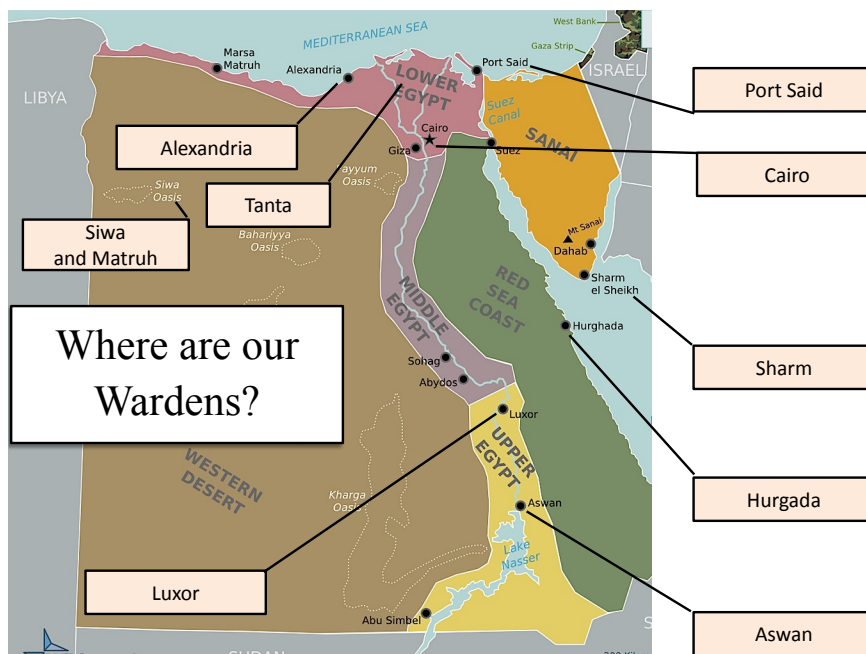 MEDITERRANEAN SEA
West Bank
Gaza Strip
ISRAEL
Marsa
Matruh
Alexandria
LOWER
EGYPT
Port Said
Port Said
LIBYA
Suez
Canal
SANAI
Alexandria
Cairo
Giza
Suez
Cairo
Siwa
Oasis
Oasis
Tanta
Siwa
and Matruh
Bahariyya
Oasis
Mt Sanai
Dahab
RED
SEA
COAST
Sharm
el Sheikh
MIDDLE
EGYPT
Where are our
Wardens?
Hurghada
Sohag
Abydos
Sharm
Luxor
UPPER
EGYPT
WESTERN
DESERT
Kharga
Oasis
Aswan
Hurgada
Lake
Nasser
Luxor
Abu Simbel
Aswan